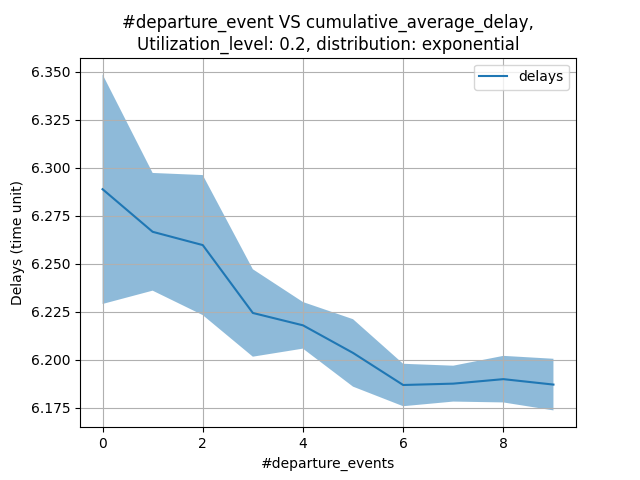 #departure_event VS cumulative_average_delay,
Utilization_level: 0.2, distribution: exponential
delays
Delays (time unit)
6.350
6.325
6.300
6.275
6.250
6.225
6.200
6.175
0 2 4 6 8
#departure_events